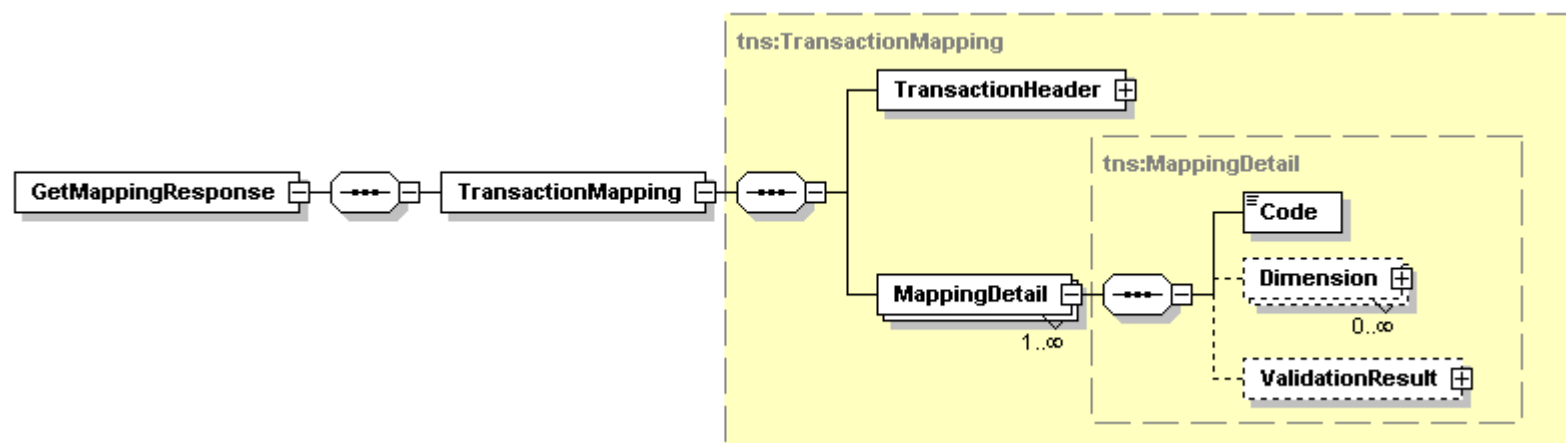 tns:TransactionMapping
TransactionHeader
tns:MappingDetail
GetMappingResponse
TransactionMapping
Code
Dimension
0..∞
MappingDetail
1..∞
ValidationResult